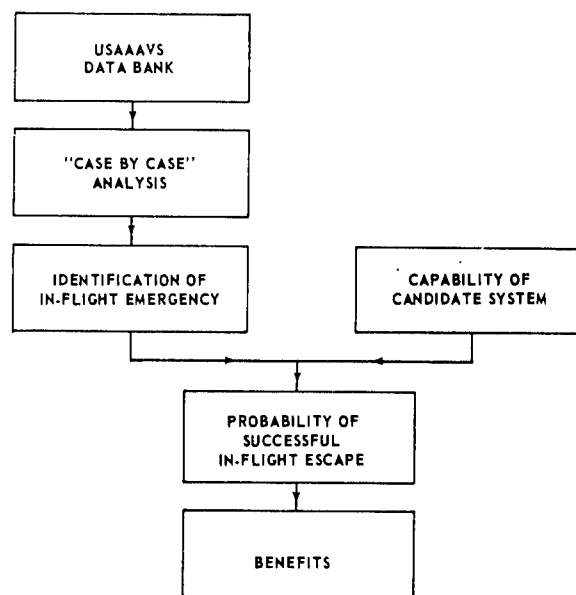 USAAAVS
DATA BANK
"CASE BY CASE"
ANALYSIS
IDENTIFICATION OF
IN-FLIGHT EMERGENCY
CAPABILITY OF
CANDIDATE SYSTEM
PROBABILITY OF
SUCCESSFUL
IN-FLIGHT ESCAPE
BENEFITS